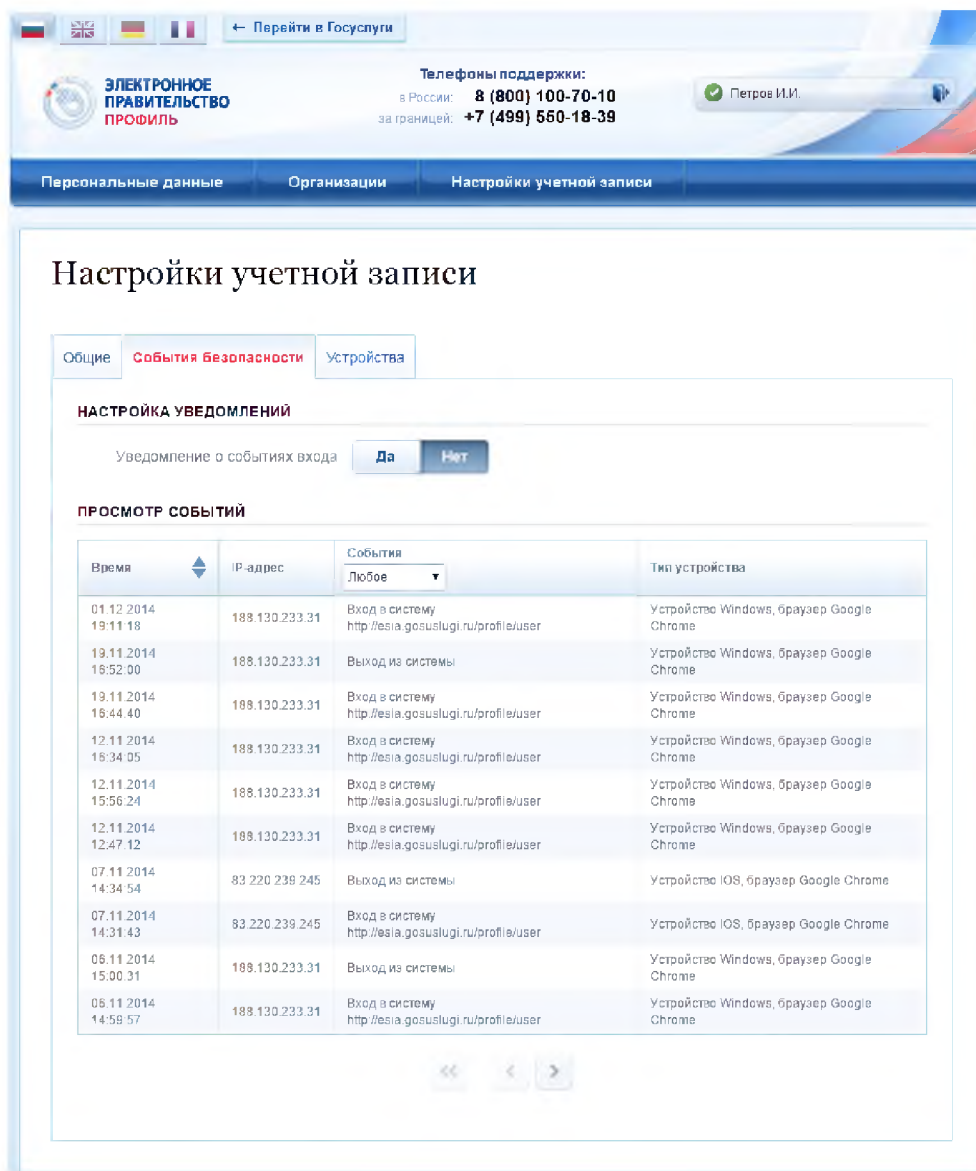 ← Перейти в Госуслуги
ЭЛЕКТРОННОЕ
ПРАВИТЕЛЬСТВО
ПРОФИЛЬ
Телефоны поддержки:
в России: 8 (800) 100-70-10
за границей: +7 (499) 550-18-39
Петров И.И.
Персональные данные Организации Настройки учетной записи
Настройки учетной записи
Общие События безопасности Устройства
НАСТРОЙКА УВЕДОМЛЕНИЙ
Уведомление о событиях входа Да Нет
ПРОСМОТР СОБЫТИЙ
Время IP-адрес События Тип устройства
Любое
01.12.2014 19:11:18 188.130.233.31 Вход в систему Устройство Windows, браузер Google
http://esia.gosuslugi.ru/profile/user Chrome
19.11.2014 188.130.233.31 Выход из системы Устройство Windows, браузер Google
16:52:00 Chrome
19.11.2014 188.130.233.31 Вход в систему Устройство Windows, браузер Google
16:44:40 http://esia.gosuslugi.ru/profile/user Chrome
12.11.2014 188.130.233.31 Вход в систему Устройство Windows, браузер Google
16:34:05 http://esia.gosuslugi.ru/profile/user Chrome
12.11.2014 188.130.233.31 Вход в систему Устройство Windows, браузер Google
15:56:24 http://esia.gosuslugi.ru/profile/user Chrome
12.11.2014 188.130.233.31 Вход в систему Устройство Windows, браузер Google
12:47:12 http://esia.gosuslugi.ru/profile/user Chrome
07.11.2014 83.220.239.245 Выход из системы Устройство IOS, браузер Google Chrome
14:34:54
07.11.2014 83.220.239.245 Вход в систему Устройство IOS, браузер Google Chrome
14:31:43 http://esia.gosuslugi.ru/profile/user
06.11.2014 188.130.233.31 Выход из системы Устройство Windows, браузер Google
15:00:31 Chrome
06.11.2014 188.130.233.31 Вход в систему Устройство Windows, браузер Google
14:59:57 http://esia.gosuslugi.ru/profile/user Chrome